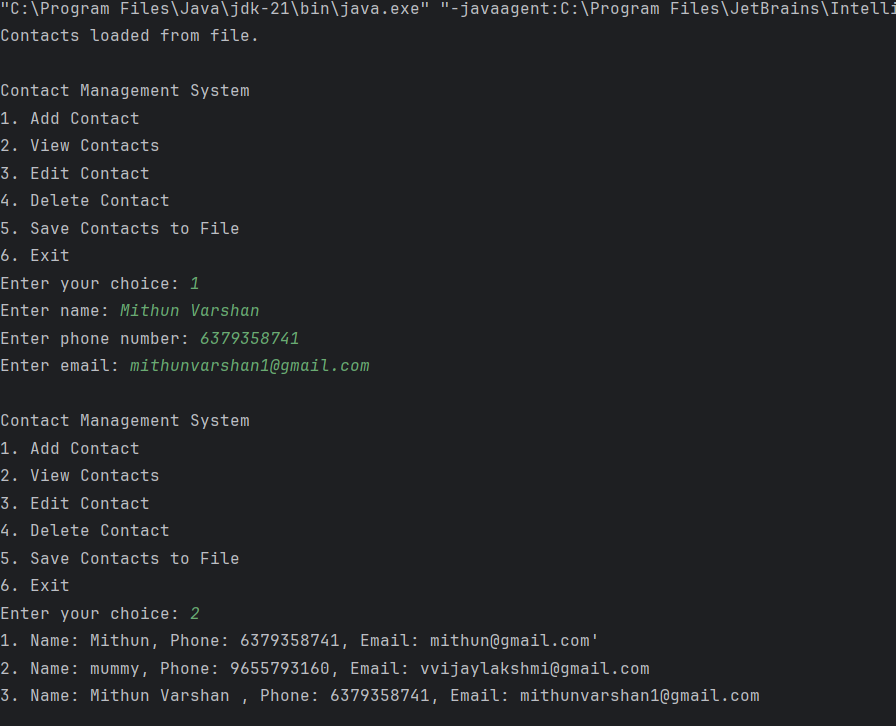 "C:\Program Files\Java\jdk-21\bin\java.exe" "-javaagent:C:\Program Files\JetBrains\Intelli
Contacts loaded from file.
Contact Management System
1. Add Contact
2. View Contacts
3. Edit Contact
4. Delete Contact
5. Save Contacts to File
6. Exit
Enter your choice: 1
Enter name: Mithun Varshan
Enter phone number: 6379358741
Enter email: mithunvarshan1@gmail.com
Contact Management System
1. Add Contact
2. View Contacts
3. Edit Contact
4. Delete Contact
5. Save Contacts to File
6. Exit
Enter your choice: 2
1. Name: Mithun, Phone: 6379358741, Email: mithun@gmail.com'
2. Name: mummy, Phone: 9655793160, Email: vvijaylakshmi@gmail.com
3. Name: Mithun Varshan , Phone: 6379358741, Email: mithunvarshan1@gmail.com